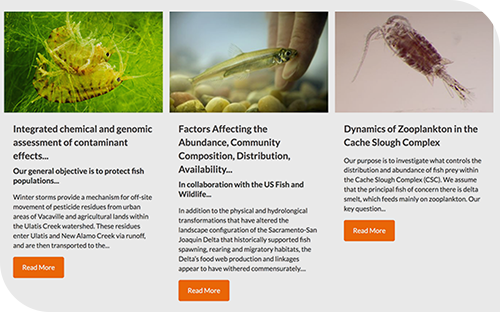 Integrated chemical and genomic
assessment of contaminant
effects...
Our general objective is to protect fish
populations...
Winter storms provide a mechanism for off-site
movement of pesticide residues from urban
areas of Vacaville and agricultural lands within
the Ulatis Creek watershed. These residues
enter Ulatis and New Alamo Creek via runoff,
and are then transported to the...
Read More
Factors Affecting the
Abundance, Community
Composition, Distribution,
Availability...
In collaboration with the US Fish and
Wildlife...
In addition to the physical and hydrological
transformations that have altered the
landscape configuration of the Sacramento-San
Joaquin Delta that historically supported fish
spawning, rearing and migratory habitats, the
Delta's food web production and linkages
appear to have withered commensurately....
Read More
Dynamics of Zooplankton in the
Cache Slough Complex
Our purpose is to investigate what controls the
distribution and abundance of fish prey within
the Cache Slough Complex (CSC). We assume
that the principal fish of concern there is delta
smelt, which feeds mainly on zooplankton. Our
key question...
Read More